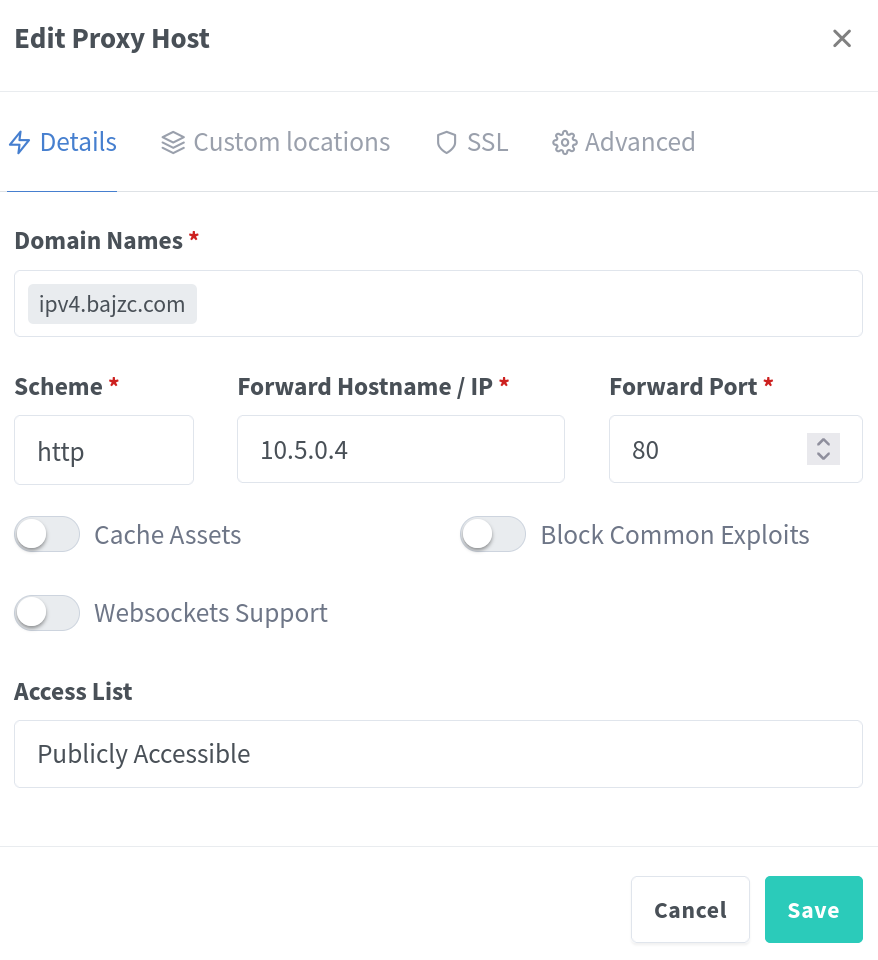 Edit Proxy Host
Details Custom locations SSL Advanced
Domain Names *
ipv4.bajzc.com
Scheme * Forward Hostname / IP * Forward Port *
http 10.5.0.4 80
Cache Assets Block Common Exploits
Websockets Support
Access List
Publicly Accessible
Cancel Save